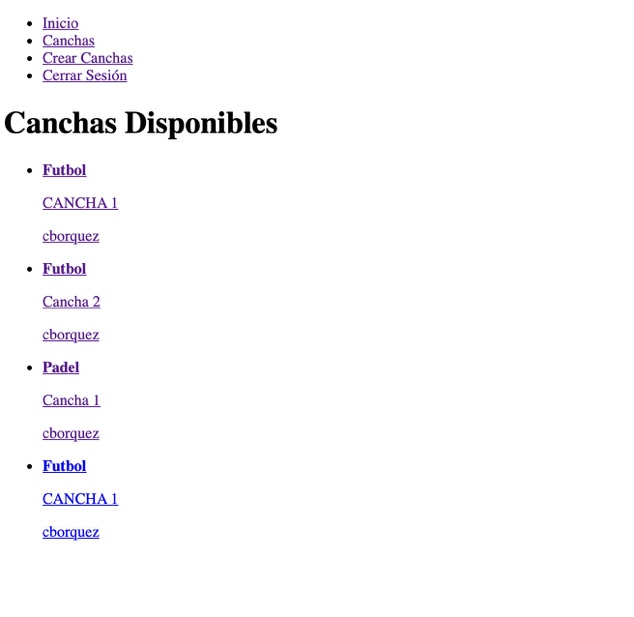 Inicio
Canchas
Crear Canchas
Cerrar Sesión
Canchas Disponibles
Futbol
CANCHA 1
cborquez
Futbol
Cancha 2
cborquez
Padel
Cancha 1
cborquez
Futbol
CANCHA 1
cborquez